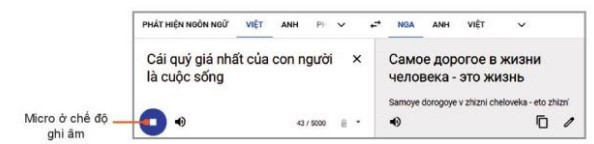 PHÁT HIỆN NGÔN NGỮ VIỆT ANH
NGA ANH VIỆT
Cái quý giá nhất của con người
là cuộc sống
Самое дорогое в жизни
человека - это жизнь
Samoye dorogoye v zhizni cheloveka - eto zhizn'
43 / 5000
Micro ở chế độ
ghi âm